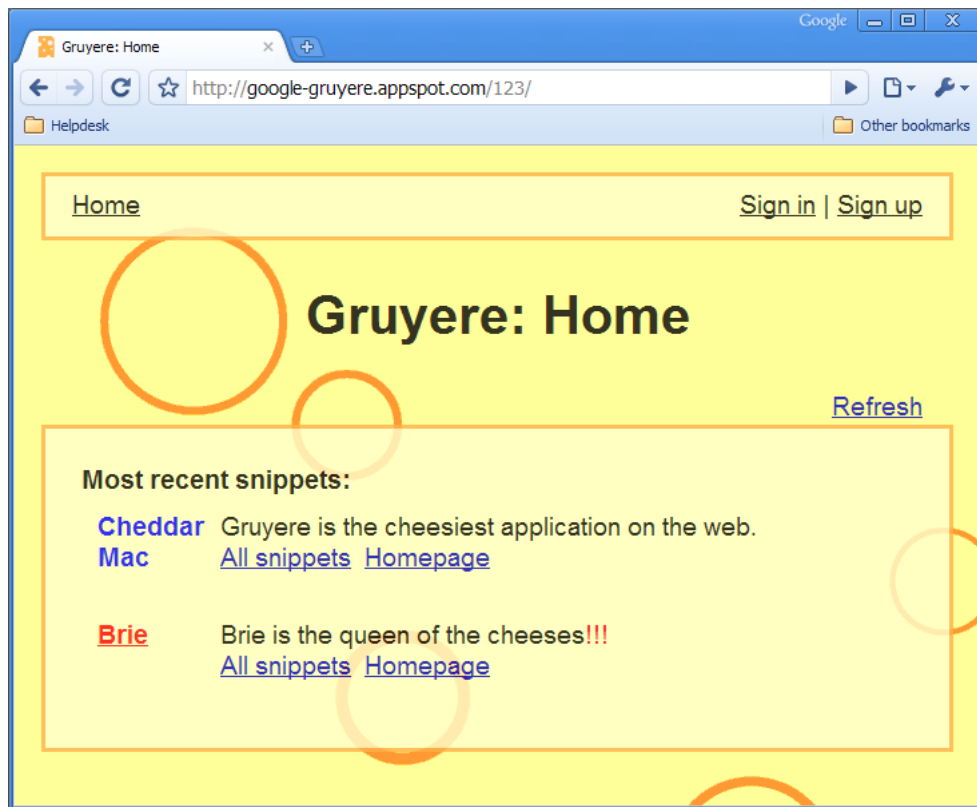 Google
Gruyere: Home
http://google-gruyere.appspot.com/123/
Helpdesk Other bookmarks
Home Sign in | Sign up
Gruyere: Home
Refresh
Most recent snippets:
Cheddar Gruyere is the cheesiest application on the web.
Mac All snippets Homepage
Brie Brie is the queen of the cheeses!!!
All snippets Homepage